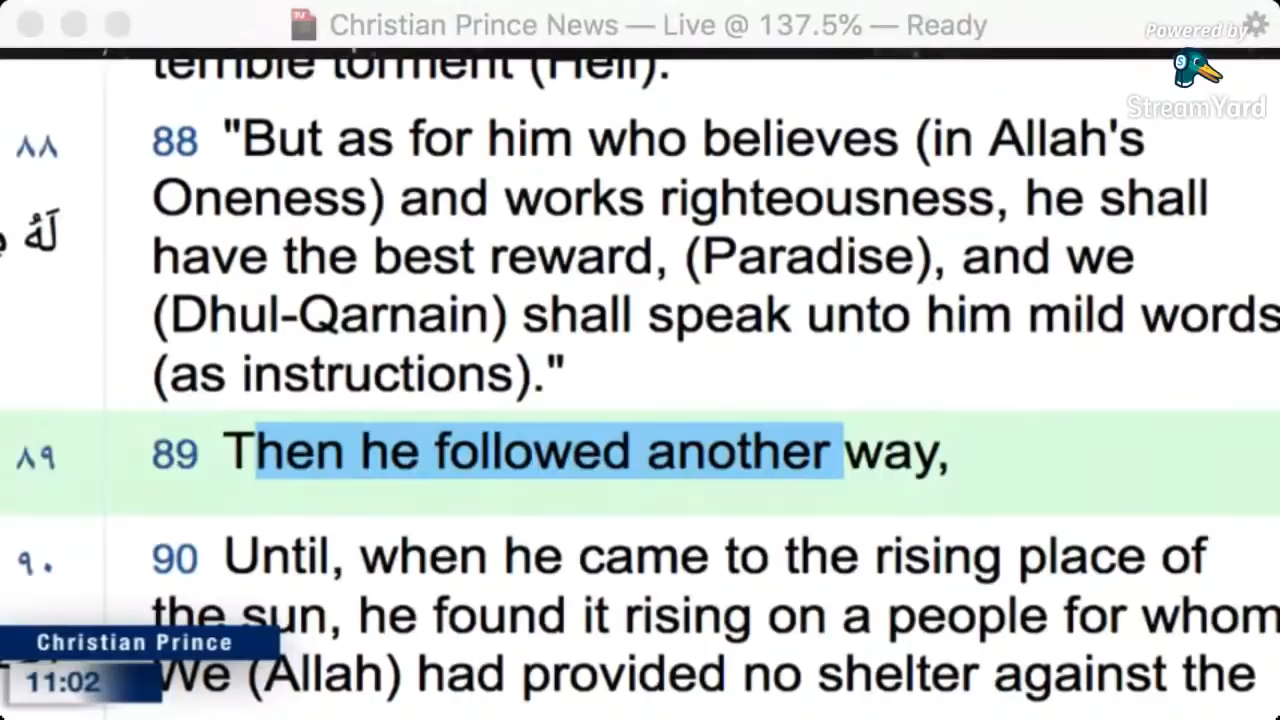 Christian Prince News — Live @ 137.5% — Ready
Powered by
StreamYard
terrible torment (Hell).
٨٨ 88 "But as for him who believes (in Allah's
Oneness) and works righteousness, he shall
لَهُ
have the best reward, (Paradise), and we
(Dhul-Qarnain) shall speak unto him mild words
(as instructions)."
٨٩ 89 Then he followed another way,
٩٠ 90 Until, when he came to the rising place of
the sun, he found it rising on a people for whom
We (Allah) had provided no shelter against the
Christian Prince
11:02